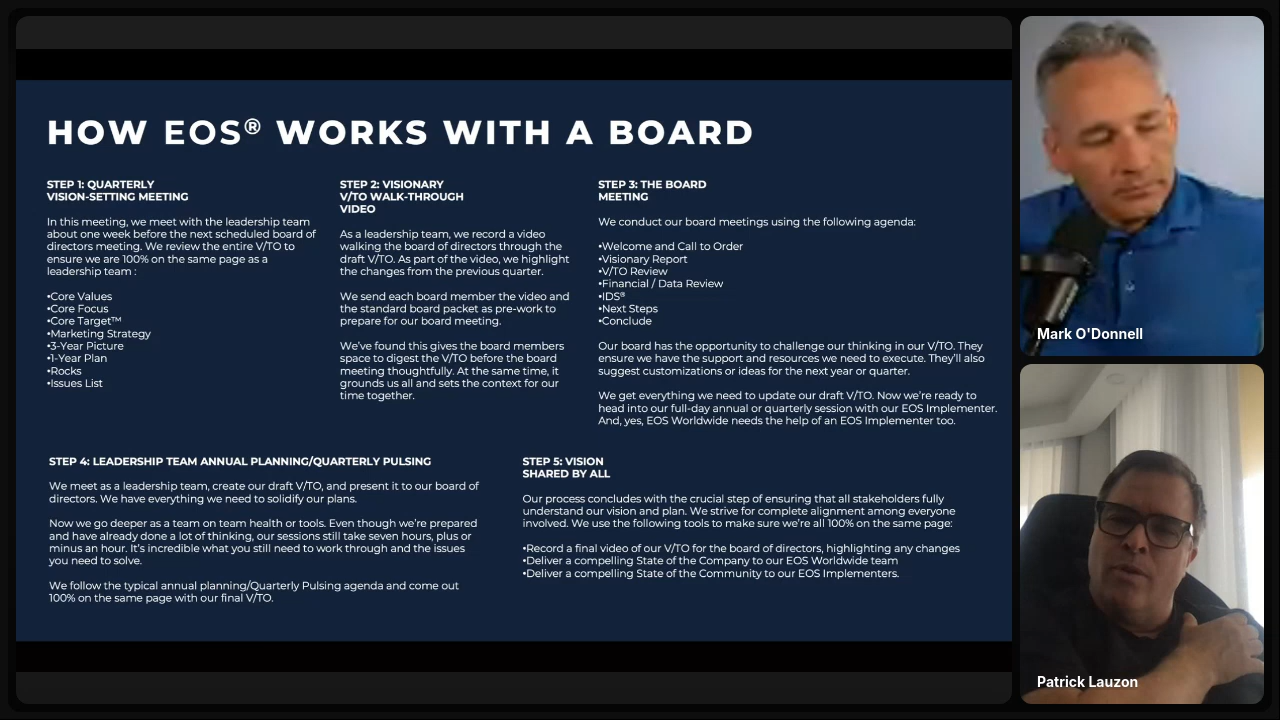 HOW EOS® WORKS WITH A BOARD
STEP 1: QUARTERLY
VISION-SETTING MEETING
In this meeting, we meet with the leadership team
about one week before the next scheduled board of
directors meeting. We review the entire V/TO to
ensure we are 100% on the same page as a
leadership team :
•Core Values
•Core Focus
•Core Target™
•Marketing Strategy
•3-Year Picture
•1-Year Plan
•Rocks
•Issues List
STEP 2: VISIONARY
V/TO WALK-THROUGH
VIDEO
As a leadership team, we record a video
walking the board of directors through the
draft V/TO. As part of the video, we highlight
the changes from the previous quarter.
We send each board member the video and
the standard board packet as pre-work to
prepare for our board meeting.
We've found this gives the board members
space to digest the V/TO before the board
meeting thoughtfully. At the same time, it
grounds us all and sets the context for our
time together.
STEP 3: THE BOARD
MEETING
We conduct our board meetings using the following agenda:
•Welcome and Call to Order
•Visionary Report
•V/TO Review
•Financial / Data Review
•IDS®
•Next Steps
•Conclude
Our board has the opportunity to challenge our thinking in our V/TO. They
ensure we have the support and resources we need to execute. They'll also
suggest customizations or ideas for the next year or quarter.
We get everything we need to update our draft V/TO. Now we're ready to
head into our full-day annual or quarterly session with our EOS Implementer.
And, yes, EOS Worldwide needs the help of an EOS Implementer too.
STEP 4: LEADERSHIP TEAM ANNUAL PLANNING/QUARTERLY PULSING
We meet as a leadership team, create our draft V/TO, and present it to our board of
directors. We have everything we need to solidify our plans.
Now we go deeper as a team on team health or tools. Even though we're prepared
and have already done a lot of thinking, our sessions still take seven hours, plus or
minus an hour. It's incredible what you still need to work through and the issues
you need to solve.
We follow the typical annual planning/Quarterly Pulsing agenda and come out
100% on the same page with our final V/TO.
STEP 5: VISION
SHARED BY ALL
Our process concludes with the crucial step of ensuring that all stakeholders fully
understand our vision and plan. We strive for complete alignment among everyone
involved. We use the following tools to make sure we're all 100% on the same page:
•Record a final video of our V/TO for the board of directors, highlighting any changes
•Deliver a compelling State of the Company to our EOS Worldwide team
•Deliver a compelling State of the Community to our EOS Implementers.
Mark O'Donnell
Patrick Lauzon